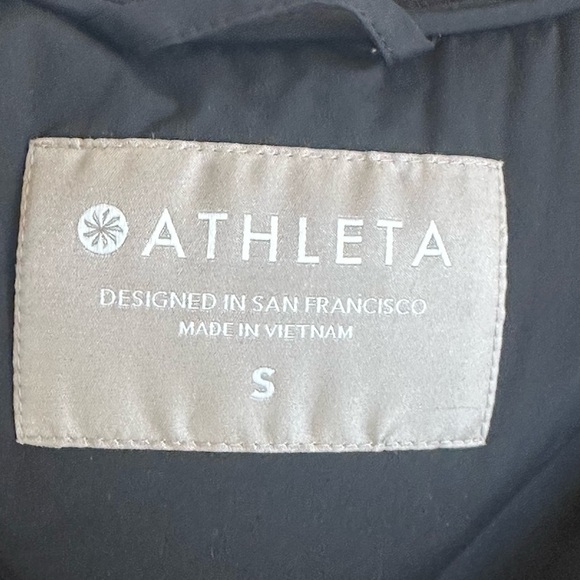 ATHLETA
DESIGNED IN SAN FRANCISCO
MADE IN VIETNAM
S